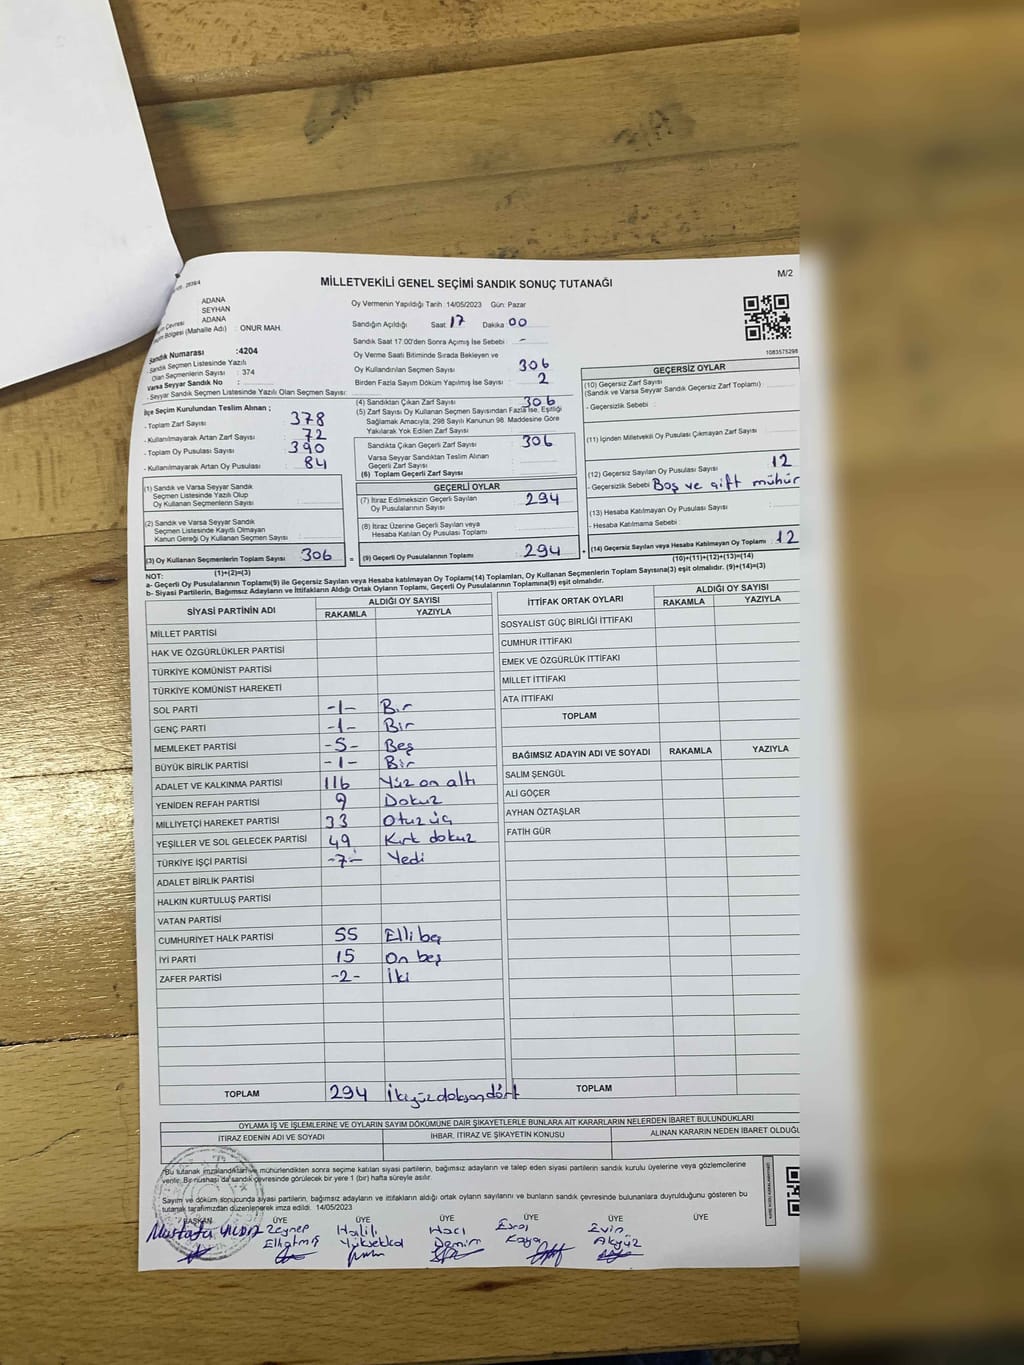 MİLLETVEKİLİ GENEL SEÇİMİ SANDIK SONUÇ TUTANAĞI
M/2
ADANA
SEYHAN
ADANA
Bölgesi (Mahalle Adı) : ONUR MAH.
Sandık Numarası :4204
- Sandık Seçmen Listesinde Yazılı
Olan Seçmenlerin Sayısı : 374
Varsa Seyyar Sandık No :
- Seyyar Sandık Seçmen Listesinde Yazılı Olan Seçmen Sayısı:
Oy Vermenin Yapıldığı Tarih: 14/05/2023 Gün: Pazar
Sandığın Açıldığı Saat: 17 Dakika: 00
Sandık Saat 17:00'den Sonra Açımış İse Sebebi : -
Oy Verme Saati Bitiminde Sırada Bekleyen ve
Oy Kullandırılan Seçmen Sayısı : 306
Birden Fazla Sayım Döküm Yapılmış İse Sayısı : 2
1083575298
İlçe Seçim Kurulundan Teslim Alınan ;
- Toplam Zarf Sayısı : 378
- Kullanılmayarak Artan Zarf Sayısı : 72
- Toplam Oy Pusulası Sayısı : 390
- Kullanılmayarak Artan Oy Pusulası : 84
(1) Sandık ve Varsa Seyyar Sandık
Seçmen Listesinde Yazılı Olup
Oy Kullanan Seçmenlerin Sayısı :
(2) Sandık ve Varsa Seyyar Sandık
Seçmen Listesinde Kayıtlı Olmayan
Kanun Gereği Oy Kullanan Seçmen Sayısı :
(3) Oy Kullanan Seçmenlerin Toplam Sayısı : 306 =
(1)+(2)=(3)
(4) Sandıktan Çıkan Zarf Sayısı : 306
(5) Zarf Sayısı Oy Kullanan Seçmen Sayısından Fazla İse, Eşitliği
Sağlamak Amacıyla, 298 Sayılı Kanunun 98. Maddesine Göre
Yakılarak Yok Edilen Zarf Sayısı :
Sandıkta Çıkan Geçerli Zarf Sayısı : 306
Varsa Seyyar Sandıktan Teslim Alınan
Geçerli Zarf Sayısı :
(6) Toplam Geçerli Zarf Sayısı :
GEÇERLİ OYLAR
(7) İtiraz Edilmeksizin Geçerli Sayılan
Oy Pusulasının Sayısı : 294
(8) İtiraz Üzerine Geçerli Sayılan veya
Hesaba Katılan Oy Pusulası Toplamı :
(9) Geçerli Oy Pusulalarının Toplamı : 294 +
GEÇERSİZ OYLAR
(10) Geçersiz Zarf Sayısı
(Sandık ve Varsa Seyyar Sandık Geçersiz Zarf Toplamı) :
- Geçersizlik Sebebi :
(11) İçinden Milletvekili Oy Pusulası Çıkmayan Zarf Sayısı :
(12) Geçersiz Sayılan Oy Pusulası Sayısı : 12
- Geçersizlik Sebebi : Boş ve çift mühür
(13) Hesaba Katılmayan Oy Pusulası Sayısı :
- Hesaba Katılmama Sebebi :
(14) Geçersiz Sayılan veya Hesaba Katılmayan Oy Toplamı : 12
(10)+(11)+(12)+(13)=(14)
NOT:
a- Geçerli Oy Pusulalarının Toplamı(9) ile Geçersiz Sayılan veya Hesaba katılmayan Oy Toplamı(14) Toplamları, Oy Kullanan Seçmenlerin Toplam Sayısına(3) eşit olmalıdır. (9)+(14)=(3)
b- Siyasi Partilerin, Bağımsız Adayların ve İttifakların Aldığı Ortak Oyların Toplamı, Geçerli Oy Pusulalarının Toplamına(9) eşit olmalıdır.
SİYASİ PARTİNİN ADI ALDIĞI OY SAYISI
RAKAMLA YAZIYLA
MİLLET PARTİSİ
HAK VE ÖZGÜRLÜKLER PARTİSİ
TÜRKİYE KOMÜNİST PARTİSİ
TÜRKİYE KOMÜNİST HAREKETİ
SOL PARTİ -1- Bir
GENÇ PARTİ -1- Bir
MEMLEKET PARTİSİ -5- Beş
BÜYÜK BİRLİK PARTİSİ -1- Bir
ADALET VE KALKINMA PARTİSİ 116 Yüz on altı
YENİDEN REFAH PARTİSİ 9 Dokuz
MİLLİYETÇİ HAREKET PARTİSİ 33 Otuz üç
YEŞİLLER VE SOL GELECEK PARTİSİ 49 Kırk dokuz
TÜRKİYE İŞÇİ PARTİSİ -7- Yedi
ADALET BİRLİK PARTİSİ
HALKIN KURTULUŞ PARTİSİ
VATAN PARTİSİ
CUMHURİYET HALK PARTİSİ 55 Elli beş
İYİ PARTİ 15 On beş
ZAFER PARTİSİ -2- İki
TOPLAM 294 İkiyüzdoksandört
İTTİFAK ORTAK OYLARI ALDIĞI OY SAYISI
RAKAMLA YAZIYLA
SOSYALİST GÜÇ BİRLİĞİ İTTİFAKI
CUMHUR İTTİFAKI
EMEK VE ÖZGÜRLÜK İTTİFAKI
MİLLET İTTİFAKI
ATA İTTİFAKI
TOPLAM
BAĞIMSIZ ADAYIN ADI VE SOYADI RAKAMLA YAZIYLA
SALIM ŞENGÜL
ALİ GÖÇER
AYHAN ÖZTAŞLAR
FATİH GÜR
TOPLAM
OYLAMA İŞ VE İŞLEMLERİNE VE OYLARIN SAYIM DÖKÜMÜNE DAİR ŞİKAYETLERLE BUNLARA AİT KARARLARIN NELERDEN İBARET BULUNDUKLARI
İTİRAZ EDENİN ADI VE SOYADI İHBAR, İTİRAZ VE ŞİKAYETİN KONUSU ALINAN KARARIN NEDEN İBARET OLDUĞU
Bu tutanak imzalandıktan ve mühürlendikten sonra seçime katılan siyasi partilerin, bağımsız adayların ve talep eden siyasi partilerin sandık kurulu üyelerine veya gözlemcilerine
verilir. Bir nüshası da sandık çevresinde görülecek bir yere 1 (bir) hafta süreyle asılır.
Sayım ve döküm sonucunda siyasi partilerin, bağımsız adayların ve ittifakların aldığı ortak oyların sayılarını ve bunların sandık çevresinde bulunanlara duyrulduğunu gösteren bu
tutanak tarafımızdan düzenlenerek imza edildi. 14/05/2023
BAŞKAN ÜYE ÜYE ÜYE ÜYE ÜYE ÜYE
Mustafa YILDIZ Zeynep Halil Hacı Esra Evin
Yüksekkal Demir Kaya Akyüz